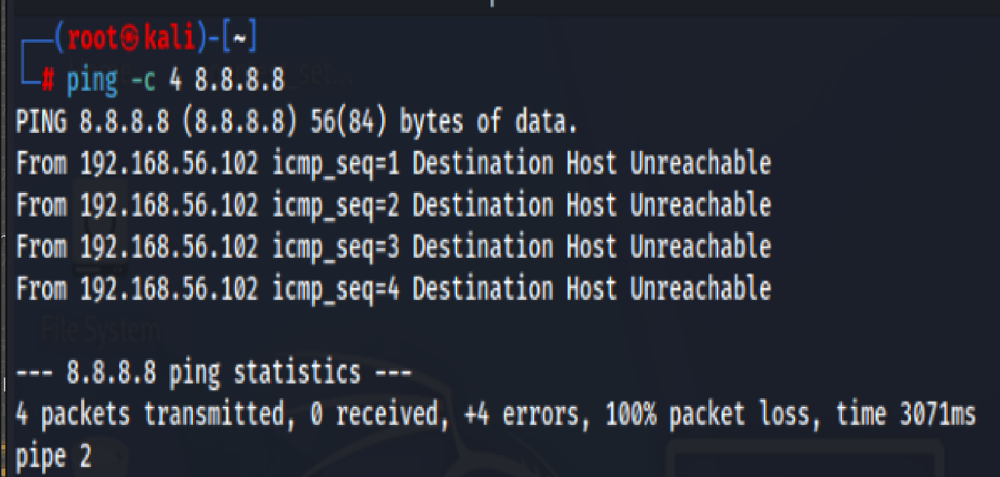 (root㉿kali)-[~]
# ping -c 4 8.8.8.8
PING 8.8.8.8 (8.8.8.8) 56(84) bytes of data.
From 192.168.56.102 icmp_seq=1 Destination Host Unreachable
From 192.168.56.102 icmp_seq=2 Destination Host Unreachable
From 192.168.56.102 icmp_seq=3 Destination Host Unreachable
From 192.168.56.102 icmp_seq=4 Destination Host Unreachable
File System
--- 8.8.8.8 ping statistics ---
4 packets transmitted, 0 received, +4 errors, 100% packet loss, time 3071ms
pipe 2